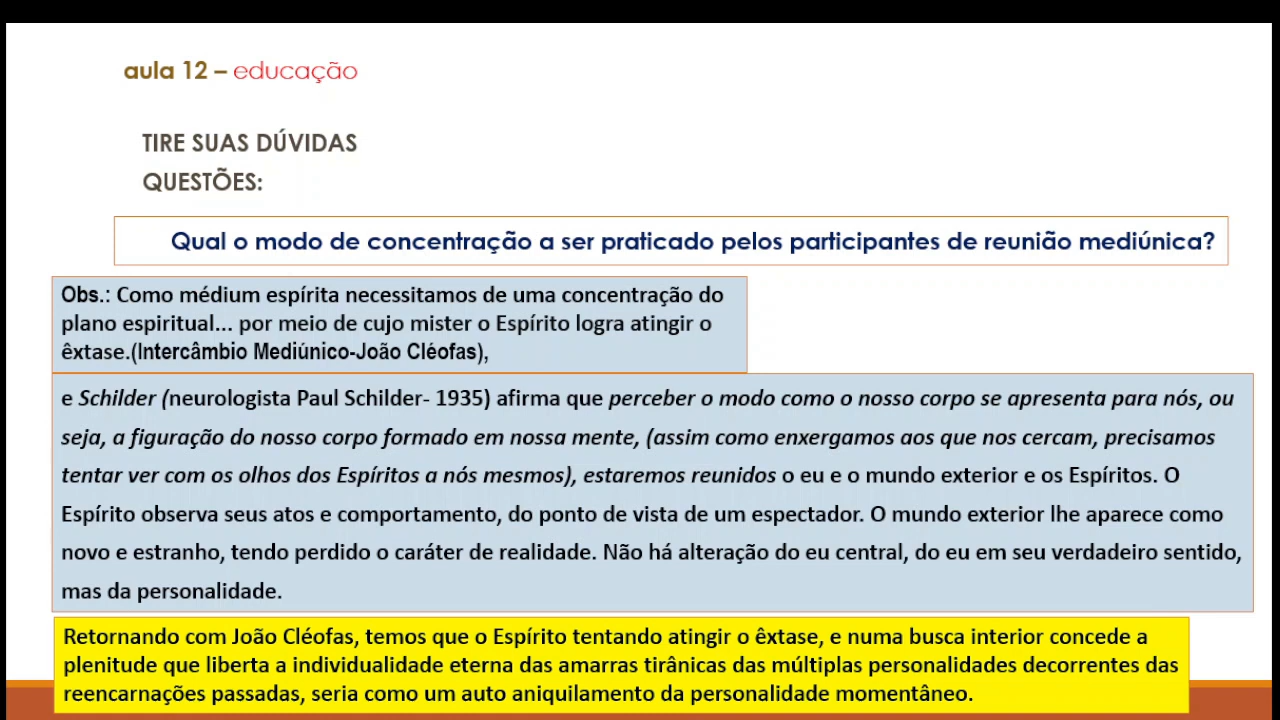 aula 12 – educação
TIRE SUAS DÚVIDAS
QUESTÕES:
Qual o modo de concentração a ser praticado pelos participantes de reunião mediúnica?
Obs.: Como médium espírita necessitamos de uma concentração do
plano espiritual... por meio de cujo mister o Espírito logra atingir o
êxtase.(Intercâmbio Mediúnico-João Cléofas),
e Schilder (neurologista Paul Schilder- 1935) afirma que perceber o modo como o nosso corpo se apresenta para nós, ou
seja, a figuração do nosso corpo formado em nossa mente, (assim como enxergamos aos que nos cercam, precisamos
tentar ver com os olhos dos Espíritos a nós mesmos), estaremos reunidos o eu e o mundo exterior e os Espíritos. O
Espírito observa seus atos e comportamento, do ponto de vista de um espectador. O mundo exterior lhe aparece como
novo e estranho, tendo perdido o caráter de realidade. Não há alteração do eu central, do eu em seu verdadeiro sentido,
mas da personalidade.
Retornando com João Cléofas, temos que o Espírito tentando atingir o êxtase, e numa busca interior concede a
plenitude que liberta a individualidade eterna das amarras tirânicas das múltiplas personalidades decorrentes das
reencarnações passadas, seria como um auto aniquilamento da personalidade momentâneo.